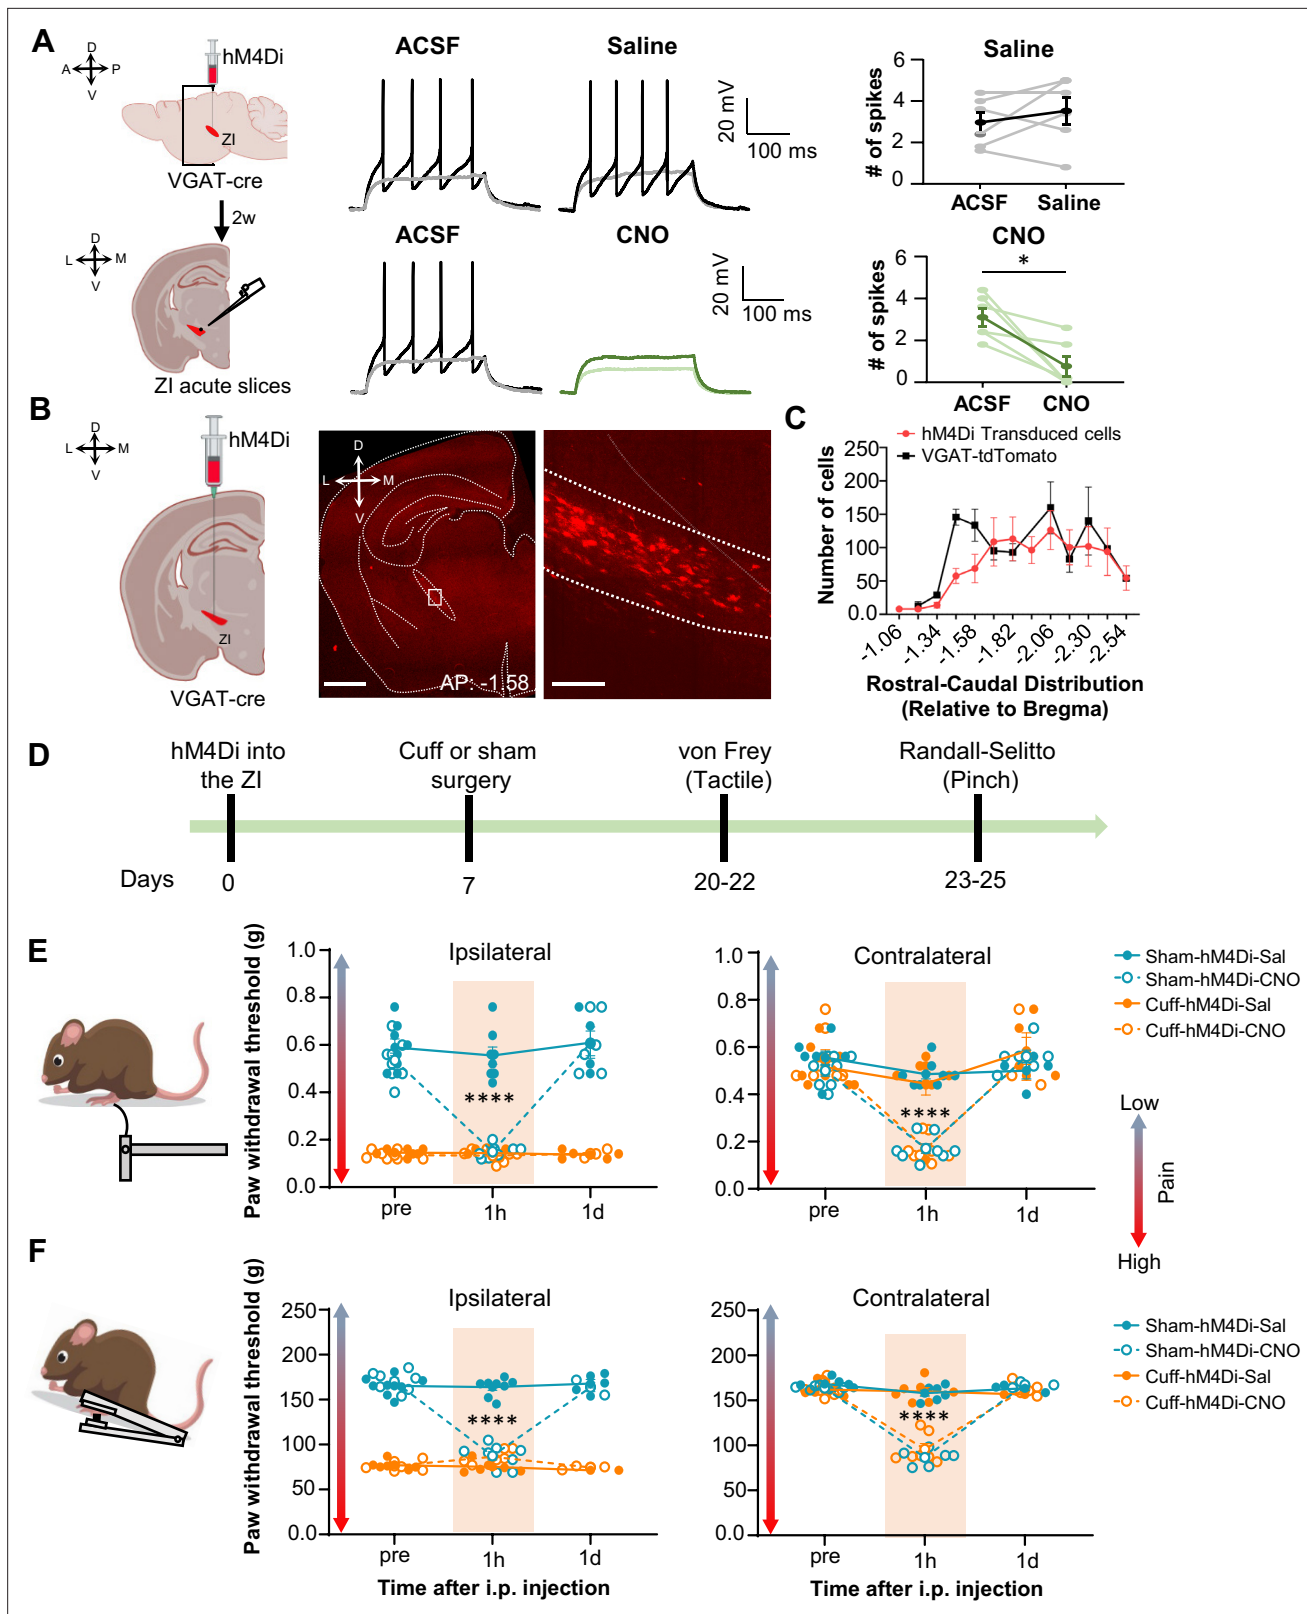 A
D
A
P
V
hM4Di
ZI
VGAT-cre
2w
D
L
M
V
ZI acute slices
ACSF
Saline
20 mV
100 ms
ACSF
CNO
20 mV
100 ms
Saline
# of spikes
6
4
2
0
ACSF
Saline
CNO
# of spikes
6
4
2
0
*
ACSF
CNO
B
D
L
M
V
hM4Di
ZI
VGAT-cre
D
L
M
V
AP: -1.58
C
hM4Di Transduced cells
VGAT-tdTomato
Number of cells
250
200
150
100
50
0.0
-1.06
-1.34
-1.58
-1.82
-2.06
-2.30
-2.54
Rostral-Caudal Distribution
(Relative to Bregma)
D
hM4Di into
the ZI
Cuff or sham
surgery
von Frey
(Tactile)
Randall-Selitto
(Pinch)
Days
0
7
20-22
23-25
E
Paw withdrawal threshold (g)
Ipsilateral
1.0
0.8
0.6
0.4
0.2
0.0
****
pre
1h
1d
Contralateral
1.0
0.8
0.6
0.4
0.2
0.0
****
pre
1h
1d
Sham-hM4Di-Sal
Sham-hM4Di-CNO
Cuff-hM4Di-Sal
Cuff-hM4Di-CNO
Low
Pain
High
F
Paw withdrawal threshold (g)
Ipsilateral
250
200
150
100
50
0.0
****
pre
1h
1d
Time after i.p. injection
Contralateral
250
200
150
100
50
0.0
****
pre
1h
1d
Time after i.p. injection
Sham-hM4Di-Sal
Sham-hM4Di-CNO
Cuff-hM4Di-Sal
Cuff-hM4Di-CNO